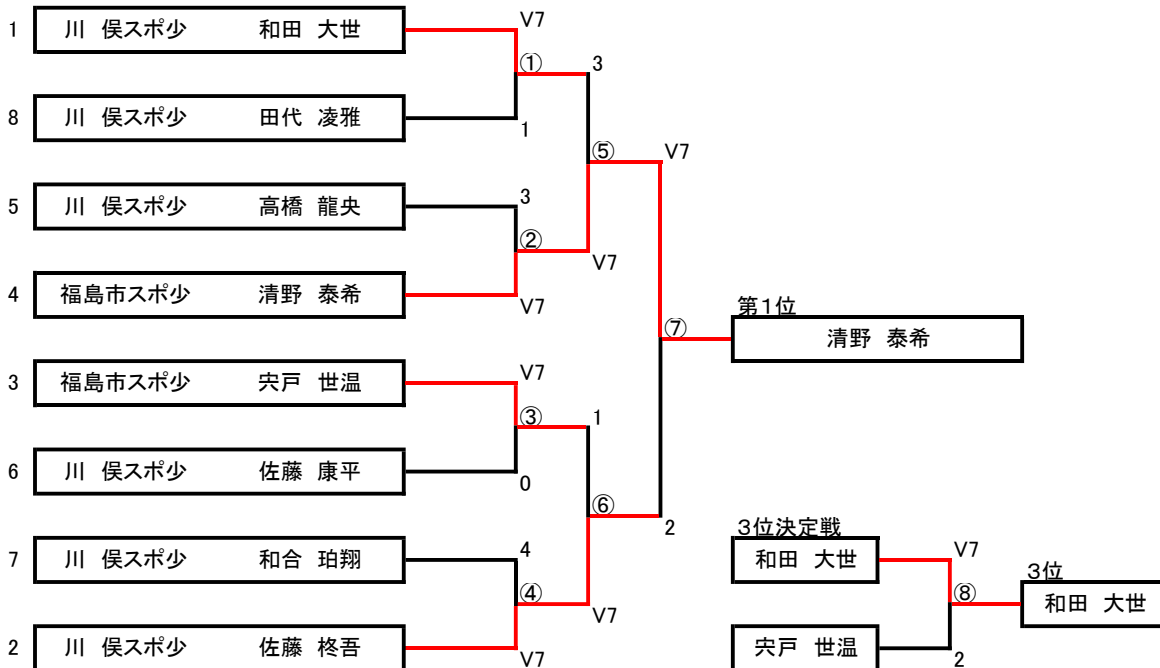 1 川 俣スポ少 和田 大世 V7
① 3
8 川 俣スポ少 田代 凌雅 1
⑤ V7
5 川 俣スポ少 高橋 龍央 3
② V7
4 福島市スポ少 清野 泰希 V7
第1位
⑦ 清野 泰希
3 福島市スポ少 宍戸 世温 V7
③ 1
6 川 俣スポ少 佐藤 康平 0
⑥ 2
3位決定戦
7 川 俣スポ少 和合 珀翔 4
和田 大世 V7
3位
④ V7
⑧ 和田 大世
2 川 俣スポ少 佐藤 柊吾 V7
宍戸 世温 2